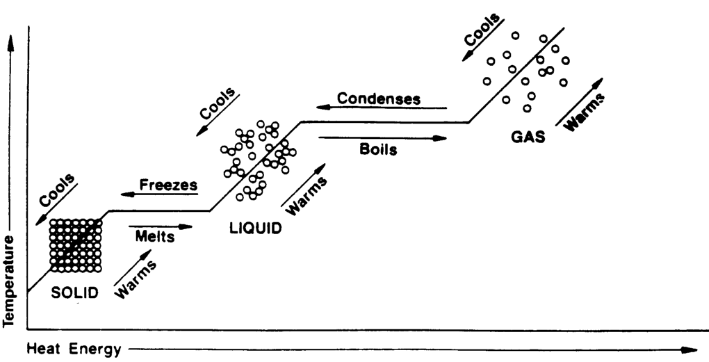 Cools
Condenses
GAS
Warms
Boils
Cools
Freezes
LIQUID
Warms
Cools
Melts
SOLID
Warms
Temperature
Heat Energy